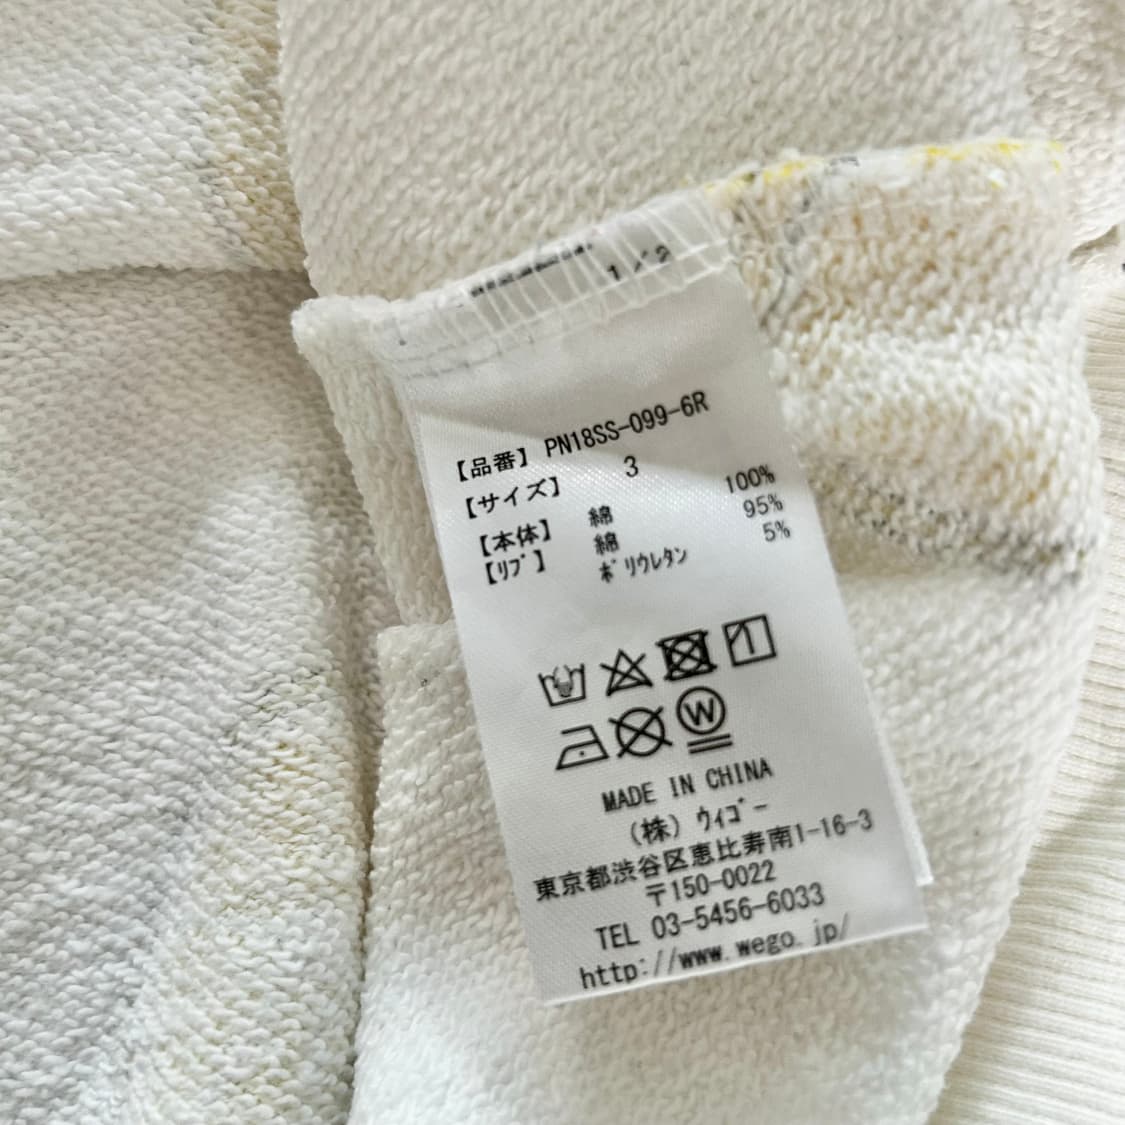 1/2
【品番】 PN18SS-099-6R
【サイズ】 3
【本体】 綿 100%
【リブ】 綿 95%
ポリウレタン 5%
W
MADE IN CHINA
(株) ウィゴー
東京都渋谷区恵比寿南1-16-3
〒150-0022
TEL 03-5456-6033
http://www.wego.jp/